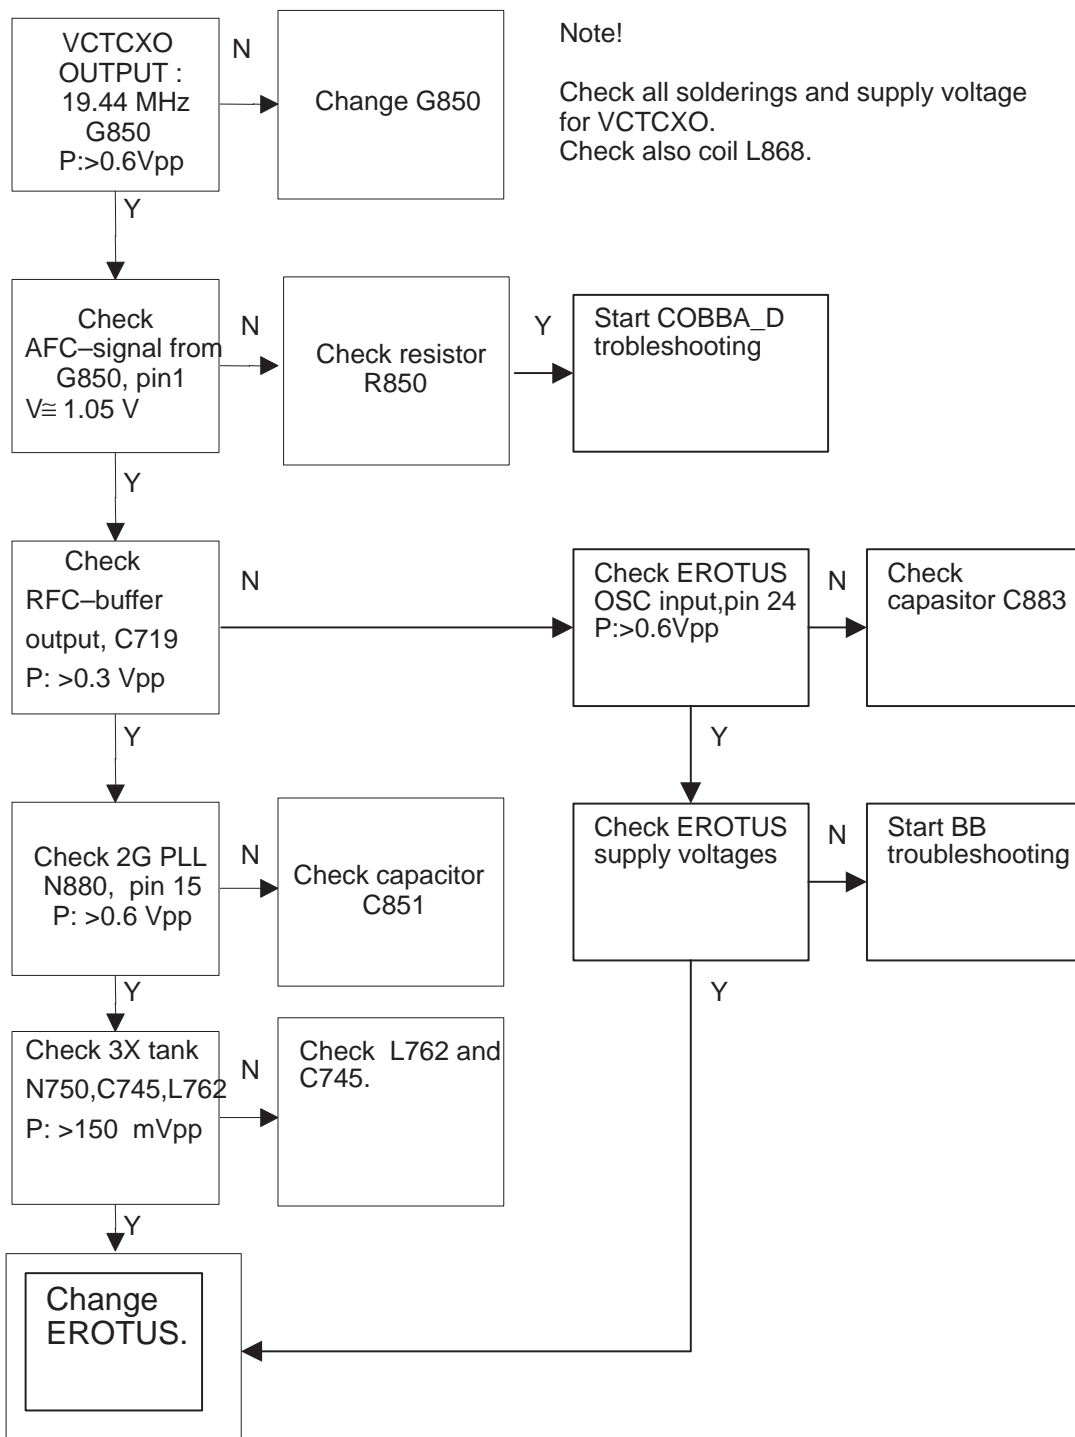 VCTCXO
OUTPUT :
19.44 MHz
G850
P:>0.6Vpp
N
Change G850
Note!
Check all solderings and supply voltage
for VCTCXO.
Check also coil L868.
Y
Check
AFC–signal from
G850, pin1
V≅ 1.05 V
N
Check resistor
R850
Y
Start COBBA_D
trobleshooting
Y
Check
RFC–buffer
output, C719
P: >0.3 Vpp
N
Check EROTUS
OSC input,pin 24
P:>0.6Vpp
N
Check
capasitor C883
Y
Y
Check 2G PLL
N880, pin 15
P: >0.6 Vpp
N
Check capacitor
C851
Check EROTUS
supply voltages
N
Start BB
troubleshooting
Y
Y
Check 3X tank
N750,C745,L762
P: >150 mVpp
N
Check L762 and
C745.
Y
Change
EROTUS.